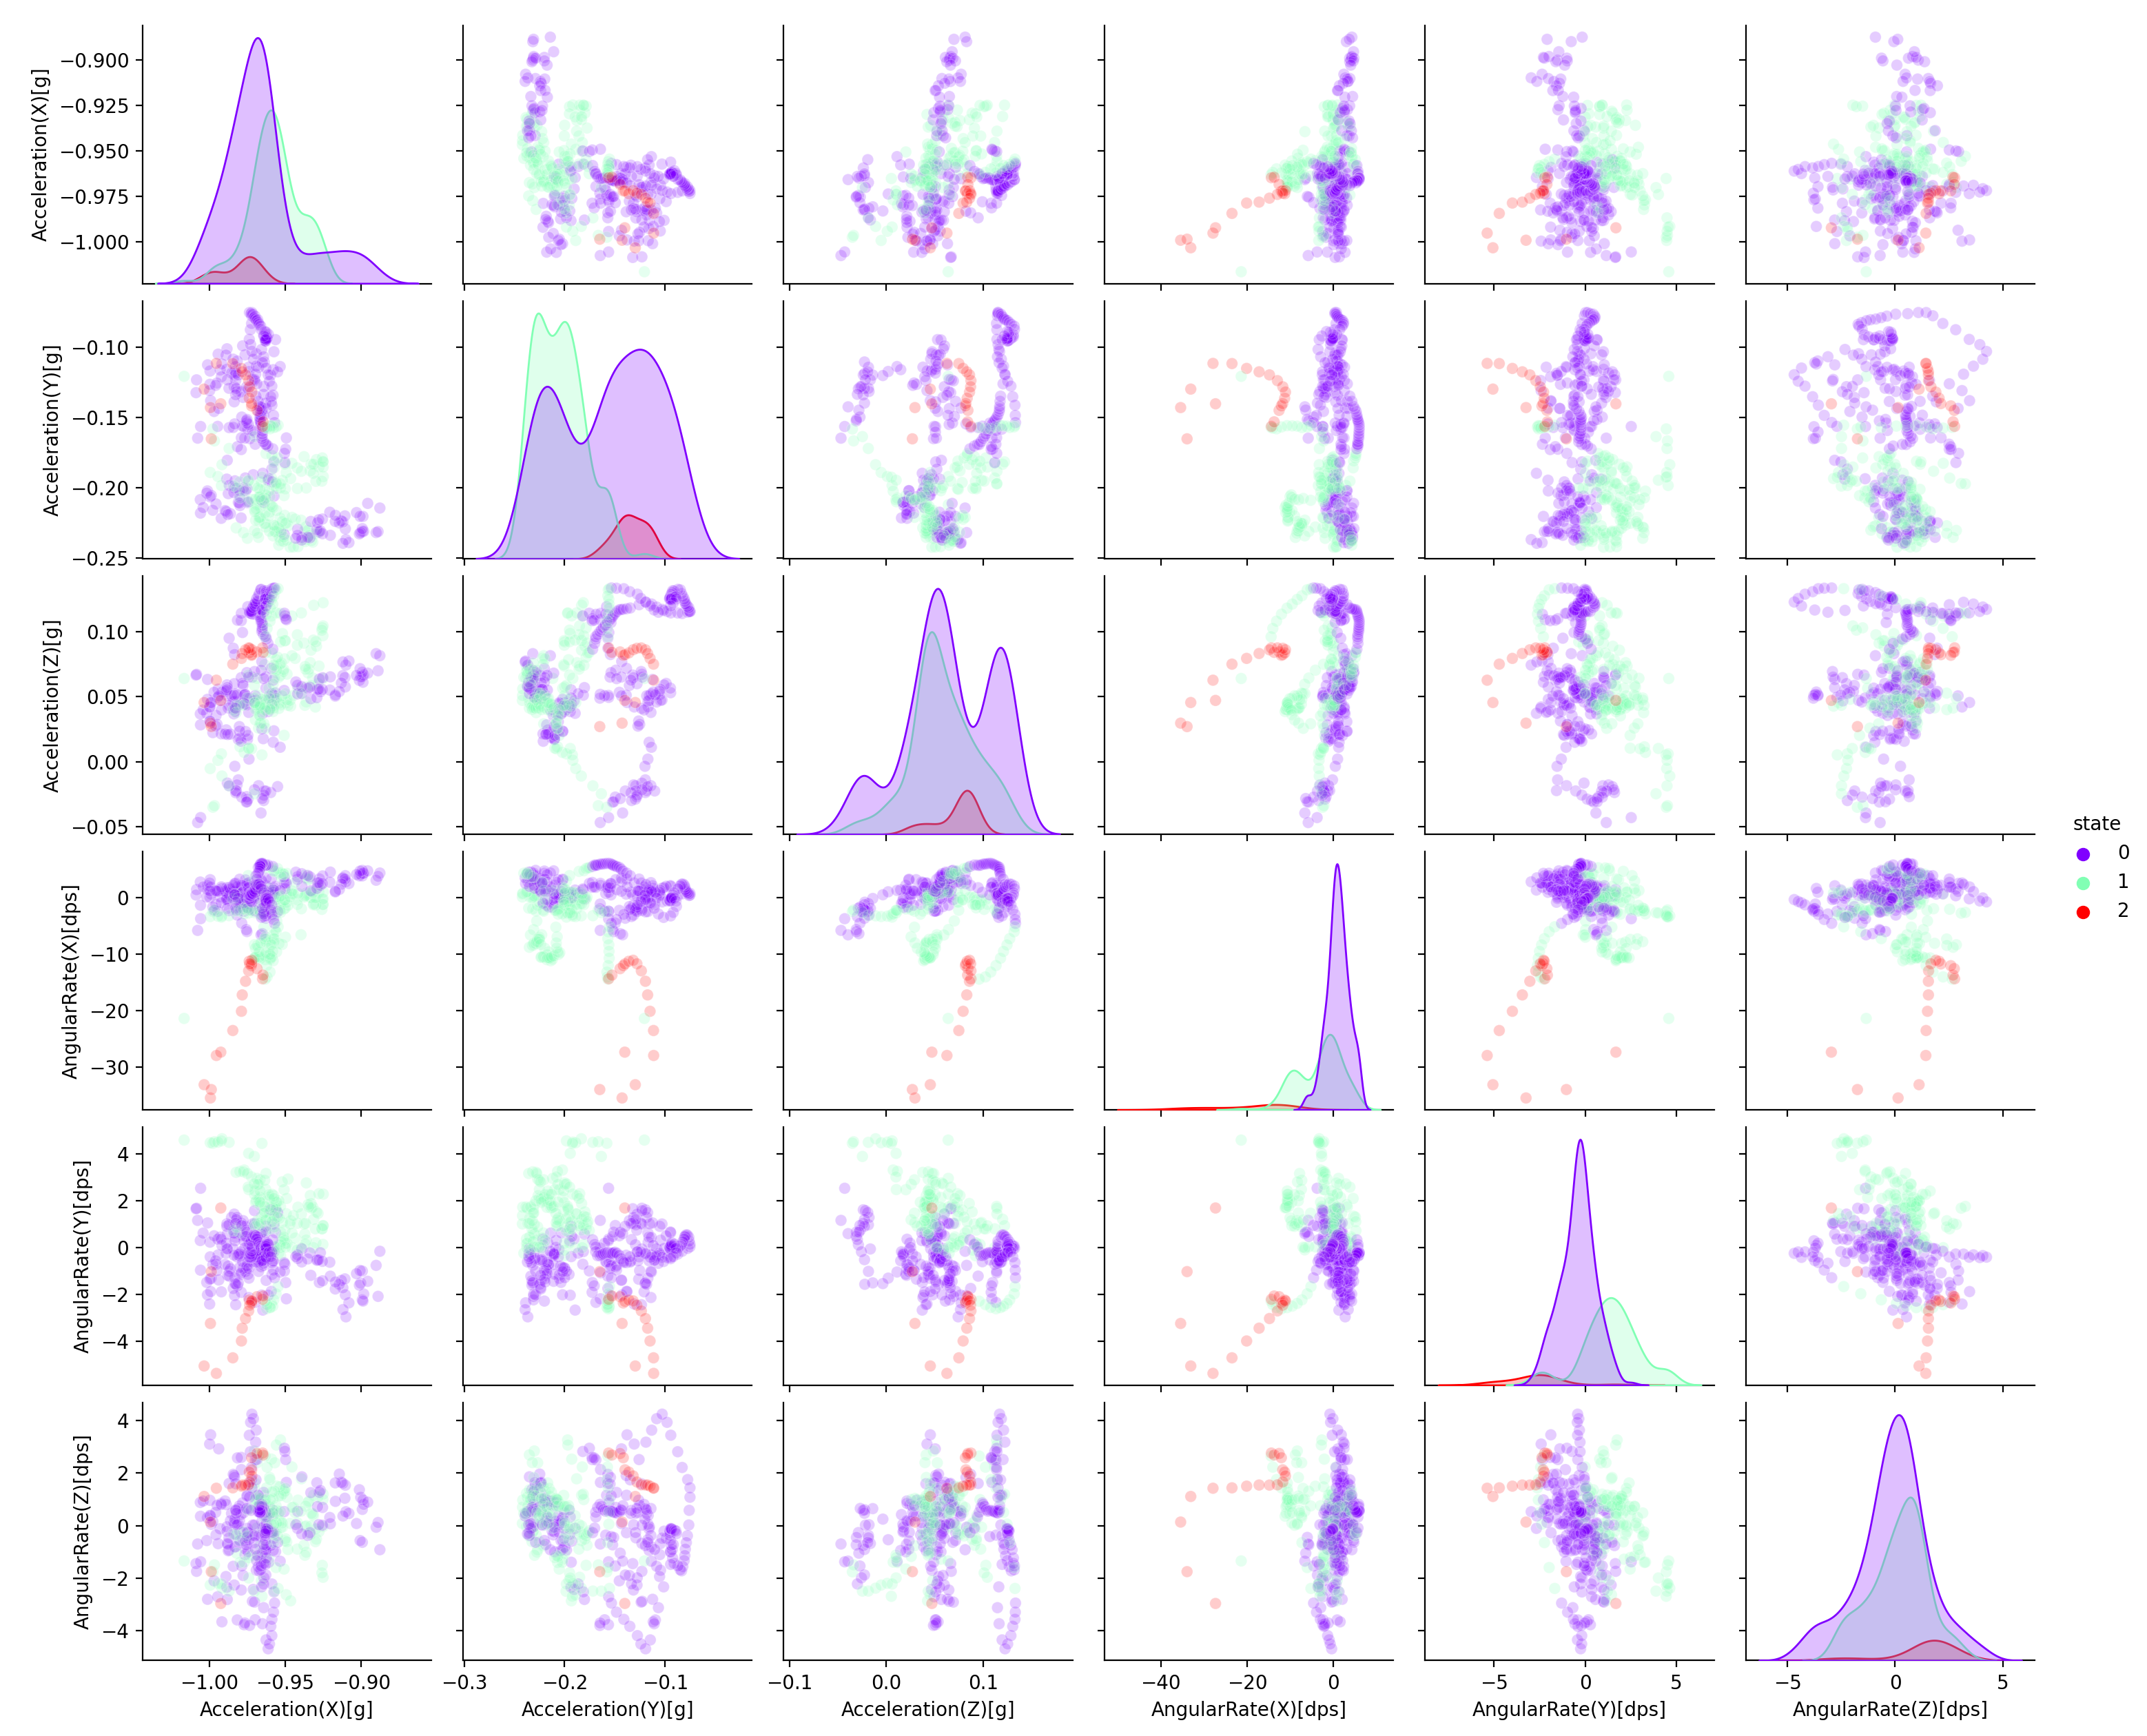 Acceleration(X)[g]
−0.900
−0.925
−0.950
−0.975
−1.000
Acceleration(Y)[g]
−0.10
−0.15
−0.20
−0.25
Acceleration(Z)[g]
0.10
0.05
0.00
−0.05
AngularRate(X)[dps]
0
−10
−20
−30
AngularRate(Y)[dps]
4
2
0
−2
−4
AngularRate(Z)[dps]
4
2
0
−2
−4
−1.00 −0.95 −0.90
−0.3 −0.2 −0.1
−0.1 0.0 0.1
−40 −20 0
−5 0 5
−5 0 5
Acceleration(X)[g]
Acceleration(Y)[g]
Acceleration(Z)[g]
AngularRate(X)[dps]
AngularRate(Y)[dps]
AngularRate(Z)[dps]
state
0
1
2